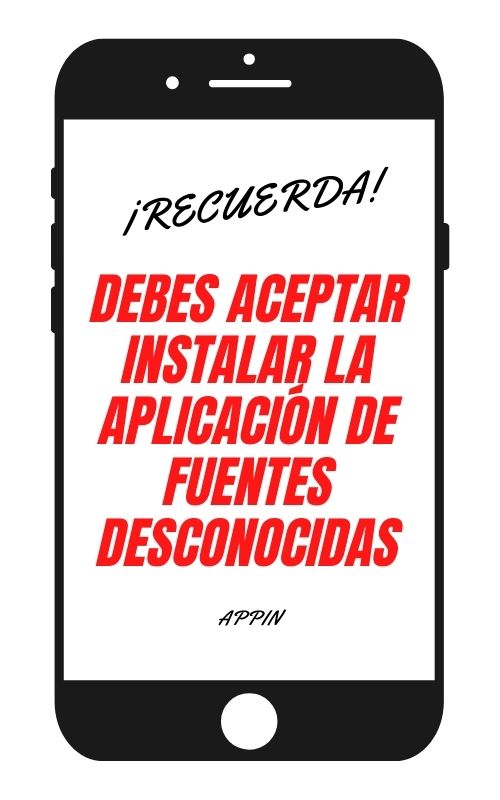 ¡RECUERDA!
DEBES ACEPTAR
INSTALAR LA
APLICACIÓN DE
FUENTES
DESCONOCIDAS
APPIN